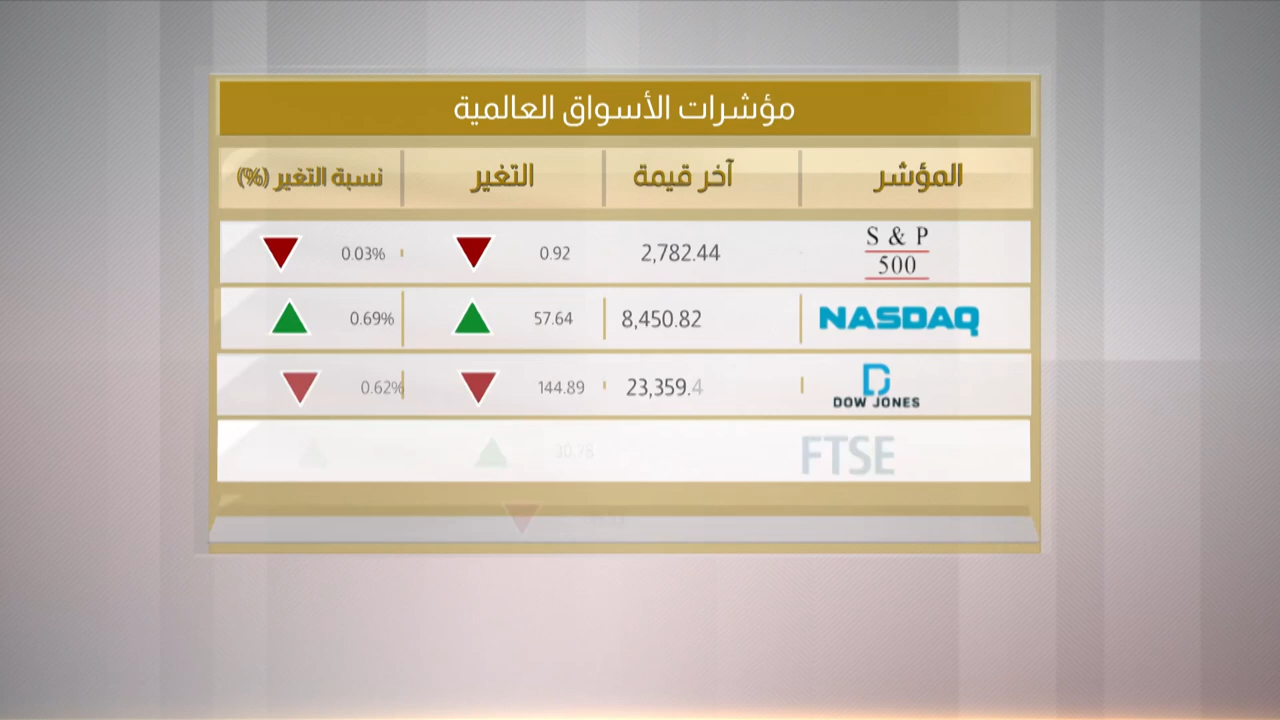 مؤشرات الأسواق العالمية
المؤشر آخر قيمة التغير نسبة التغير (%)
S & P 500 2,782.44 0.92 0.03%
NASDAQ 8,450.82 57.64 0.69%
DOW JONES 23,359.4 144.89 0.62%
FTSE 30.78